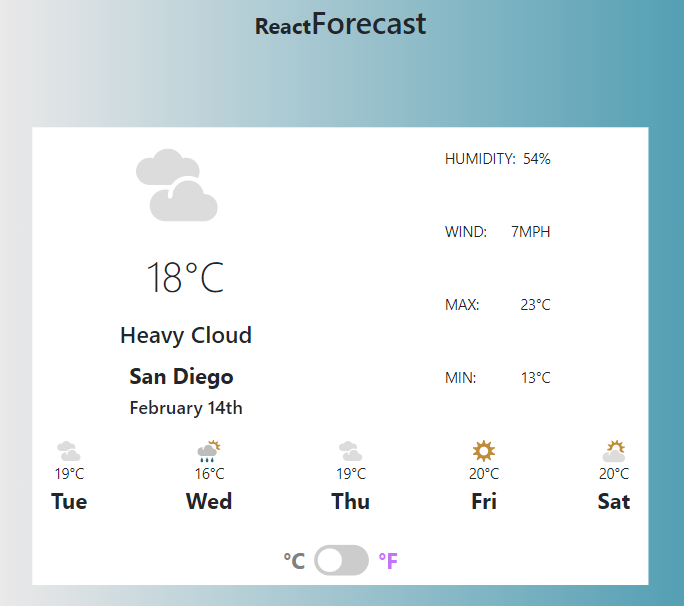 ReactForecast
18°C
Heavy Cloud
San Diego
February 14th
HUMIDITY: 54%
WIND: 7MPH
MAX: 23°C
MIN: 13°C
19°C 16°C 19°C 20°C 20°C
Tue Wed Thu Fri Sat
°C °F